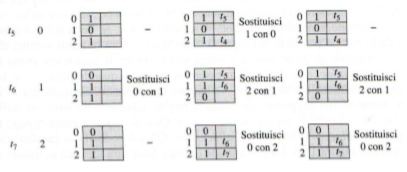 0 1 0 1 t5 Sostituisci 0 1 t5
t5 0 1 0 – 1 0 1 con 0 1 0 –
2 1 2 1 t4 2 1 t4
0 0 Sostituisci 0 1 t5 Sostituisci 0 1 t5 Sostituisci
t6 1 1 1 0 con 1 1 1 t6 2 con 1 1 1 t6 2 con 1
2 1 2 0 2 0
0 0 0 0 Sostituisci 0 0 Sostituisci
t7 2 1 1 – 1 1 t6 0 con 2 1 1 t6 0 con 2
2 1 2 1 t7 2 1 t7